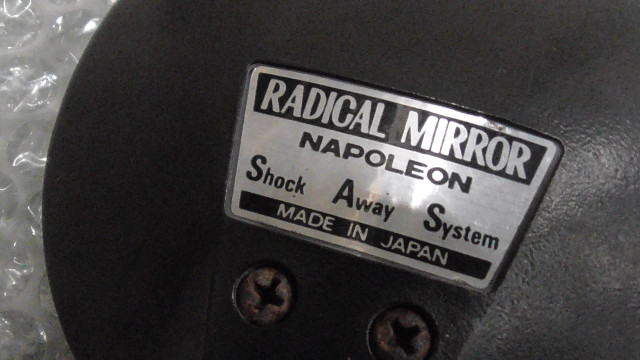 RADICAL MIRROR
NAPOLEON
Shock Away System
MADE IN JAPAN